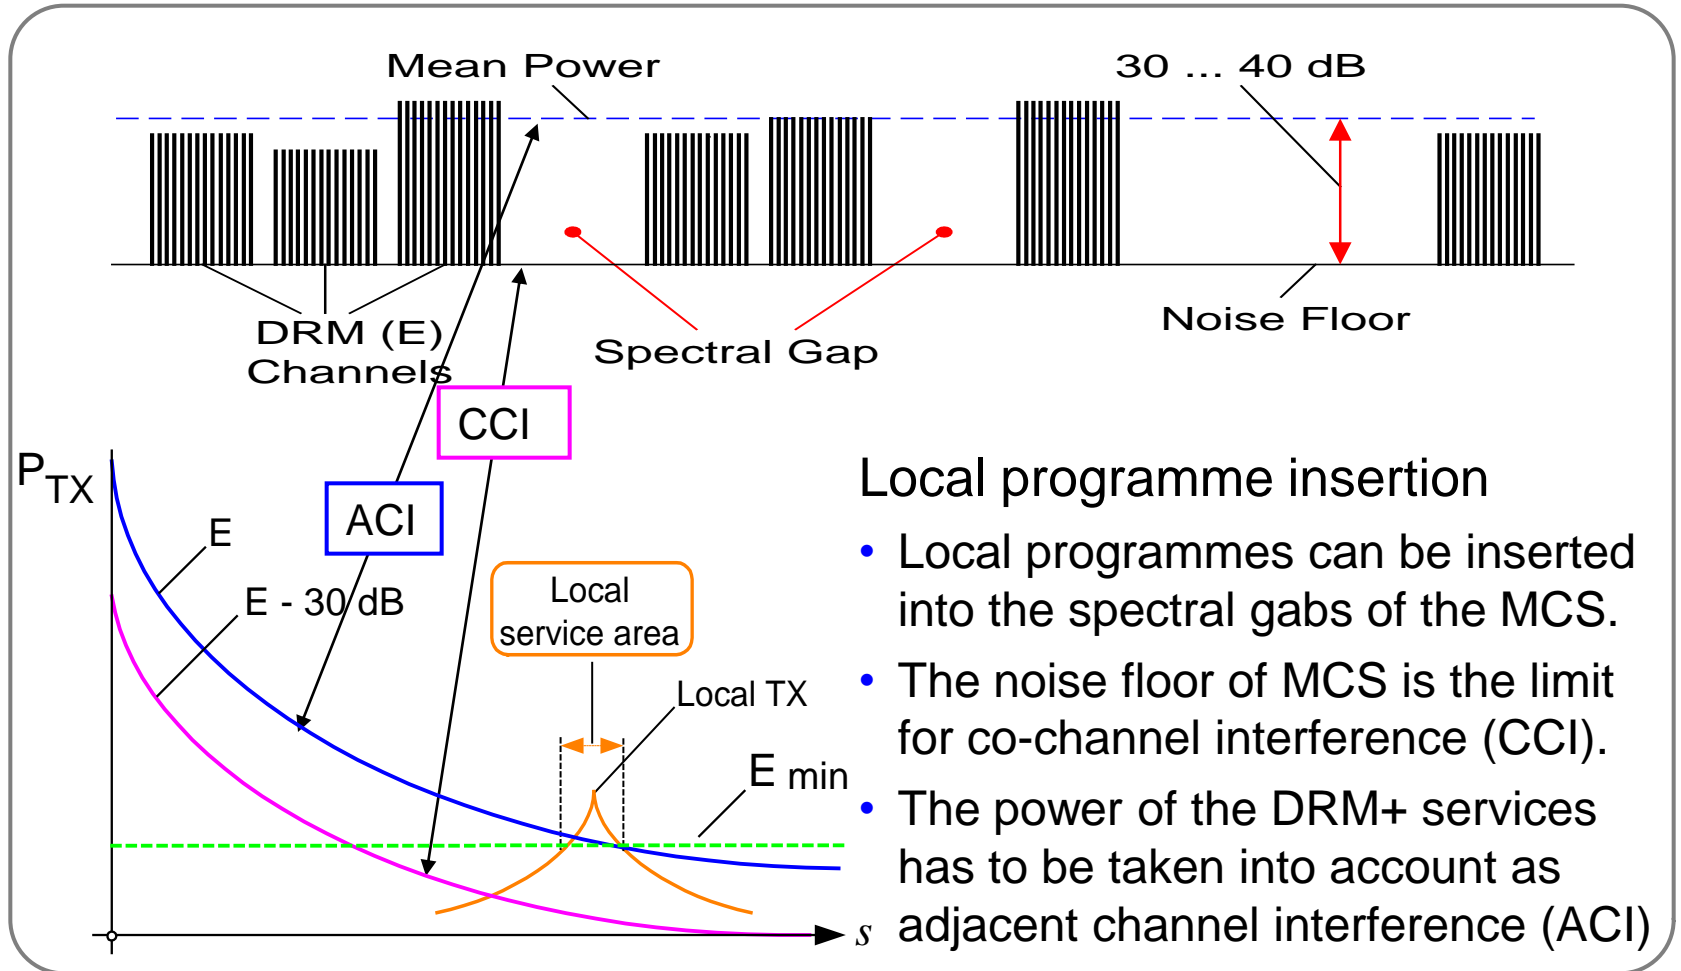 Mean Power
30 ... 40 dB
DRM (E)
Channels
Spectral Gap
Noise Floor
CCI
ACI
PTX
E
E - 30 dB
Local
service area
Local TX
E min
s
Local programme insertion
• Local programmes can be inserted
into the spectral gabs of the MCS.
• The noise floor of MCS is the limit
for co-channel interference (CCI).
• The power of the DRM+ services
has to be taken into account as
adjacent channel interference (ACI)